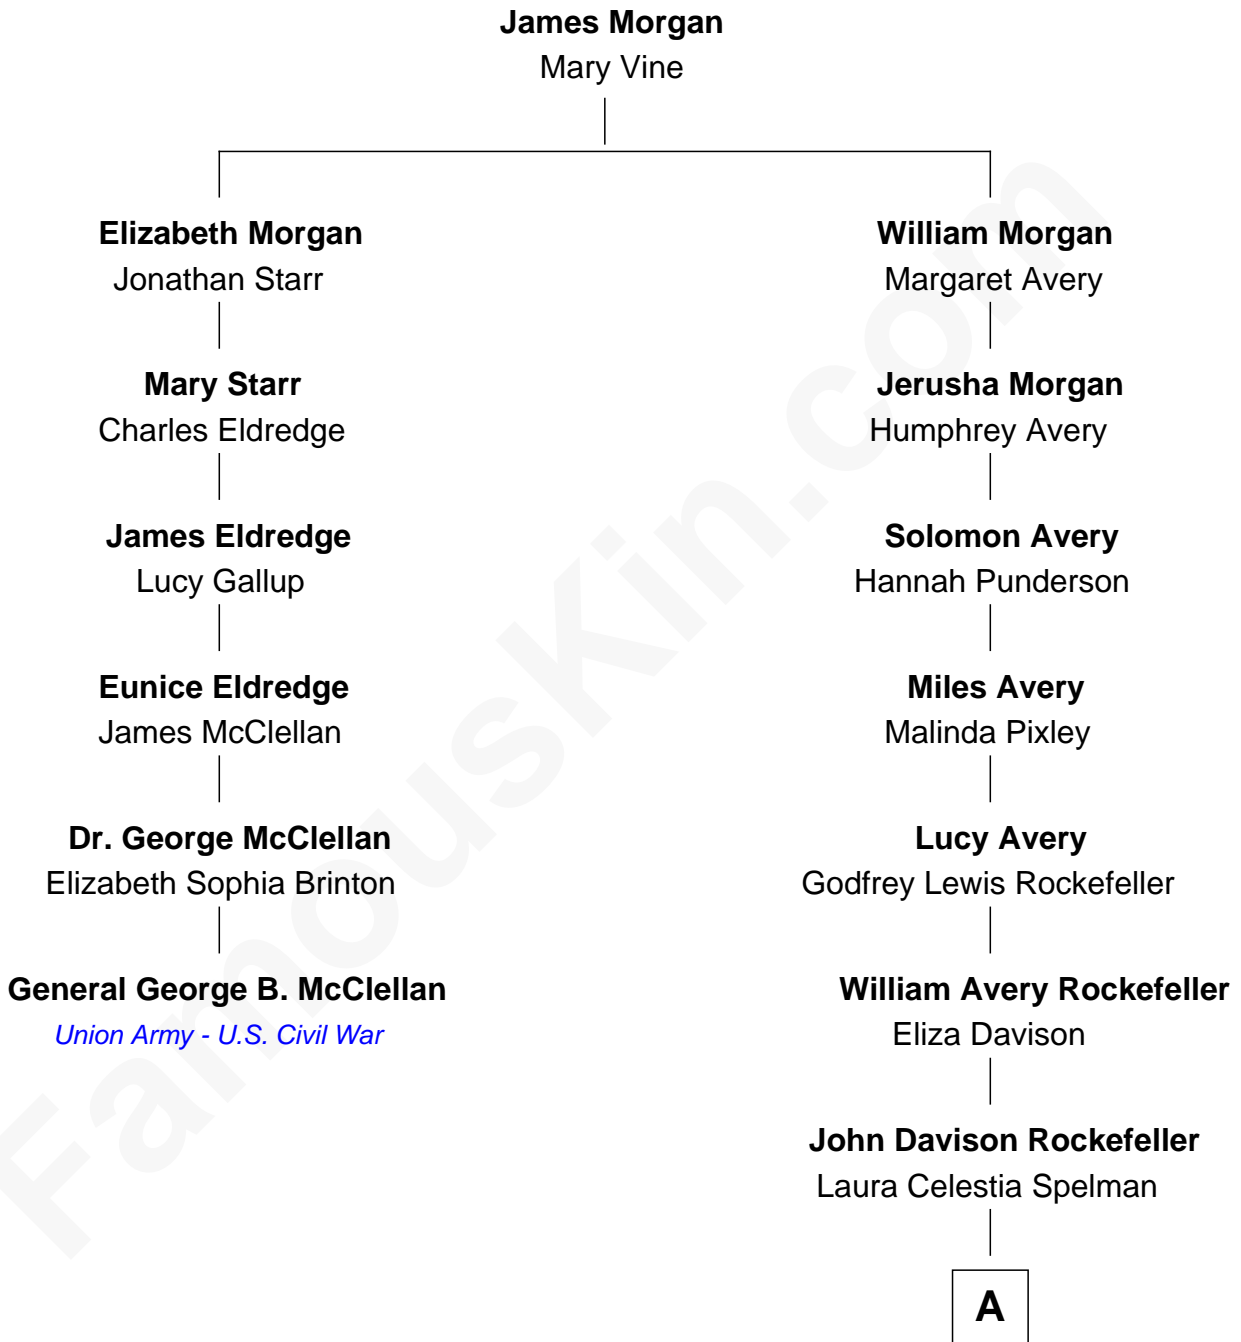 James Morgan
Mary Vine
Elizabeth Morgan
Jonathan Starr
Mary Starr
Charles Eldredge
James Eldredge
Lucy Gallup
Eunice Eldredge
James McClellan
Dr. George McClellan
Elizabeth Sophia Brinton
General George B. McClellan
Union Army - U.S. Civil War
William Morgan
Margaret Avery
Jerusha Morgan
Humphrey Avery
Solomon Avery
Hannah Punderson
Miles Avery
Malinda Pixley
Lucy Avery
Godfrey Lewis Rockefeller
William Avery Rockefeller
Eliza Davison
John Davison Rockefeller
Laura Celestia Spelman
A
FamousKin.com